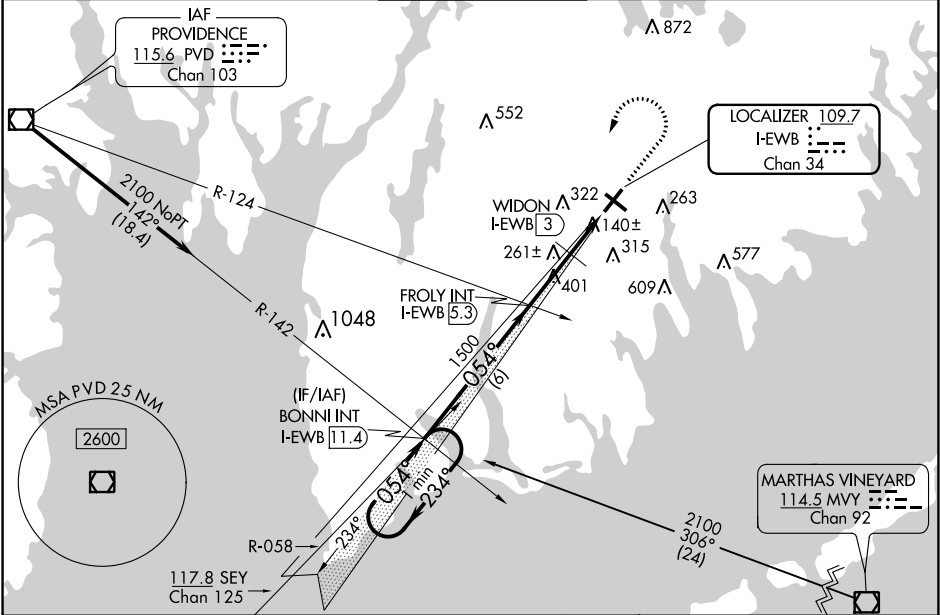 IAF
PROVIDENCE
115.6 PVD
Chan 103
872
552
LOCALIZER 109.7
I-EWB
Chan 34
2100 NoPT
142°
(18.4)
R-124
WIDON
I-EWB 3
322
263
140±
261±
315
577
401
609
FROLY INT
I-EWB 5.3
R-142
1048
1500
054°
(6)
(IF/IAF)
BONNI INT
I-EWB 11.4
MSA PVD 25 NM
2600
054°
1 min
234°
234°
R-058
117.8 SEY
Chan 125
2100
306°
(24)
MARTHAS VINEYARD
114.5 MVY
Chan 92